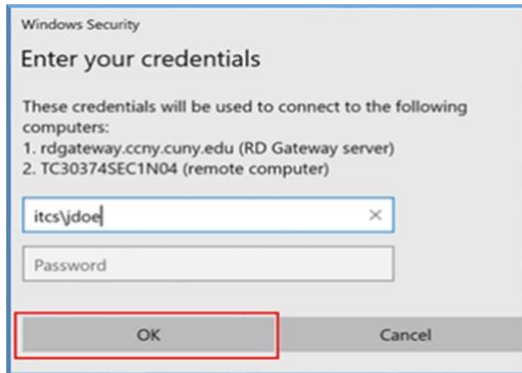 Windows Security
Enter your credentials
These credentials will be used to connect to the following
computers:
1. rdgateway.ccny.cuny.edu (RD Gateway server)
2. TC30374SEC1N04 (remote computer)
itcs\jdoe
Password
OK Cancel